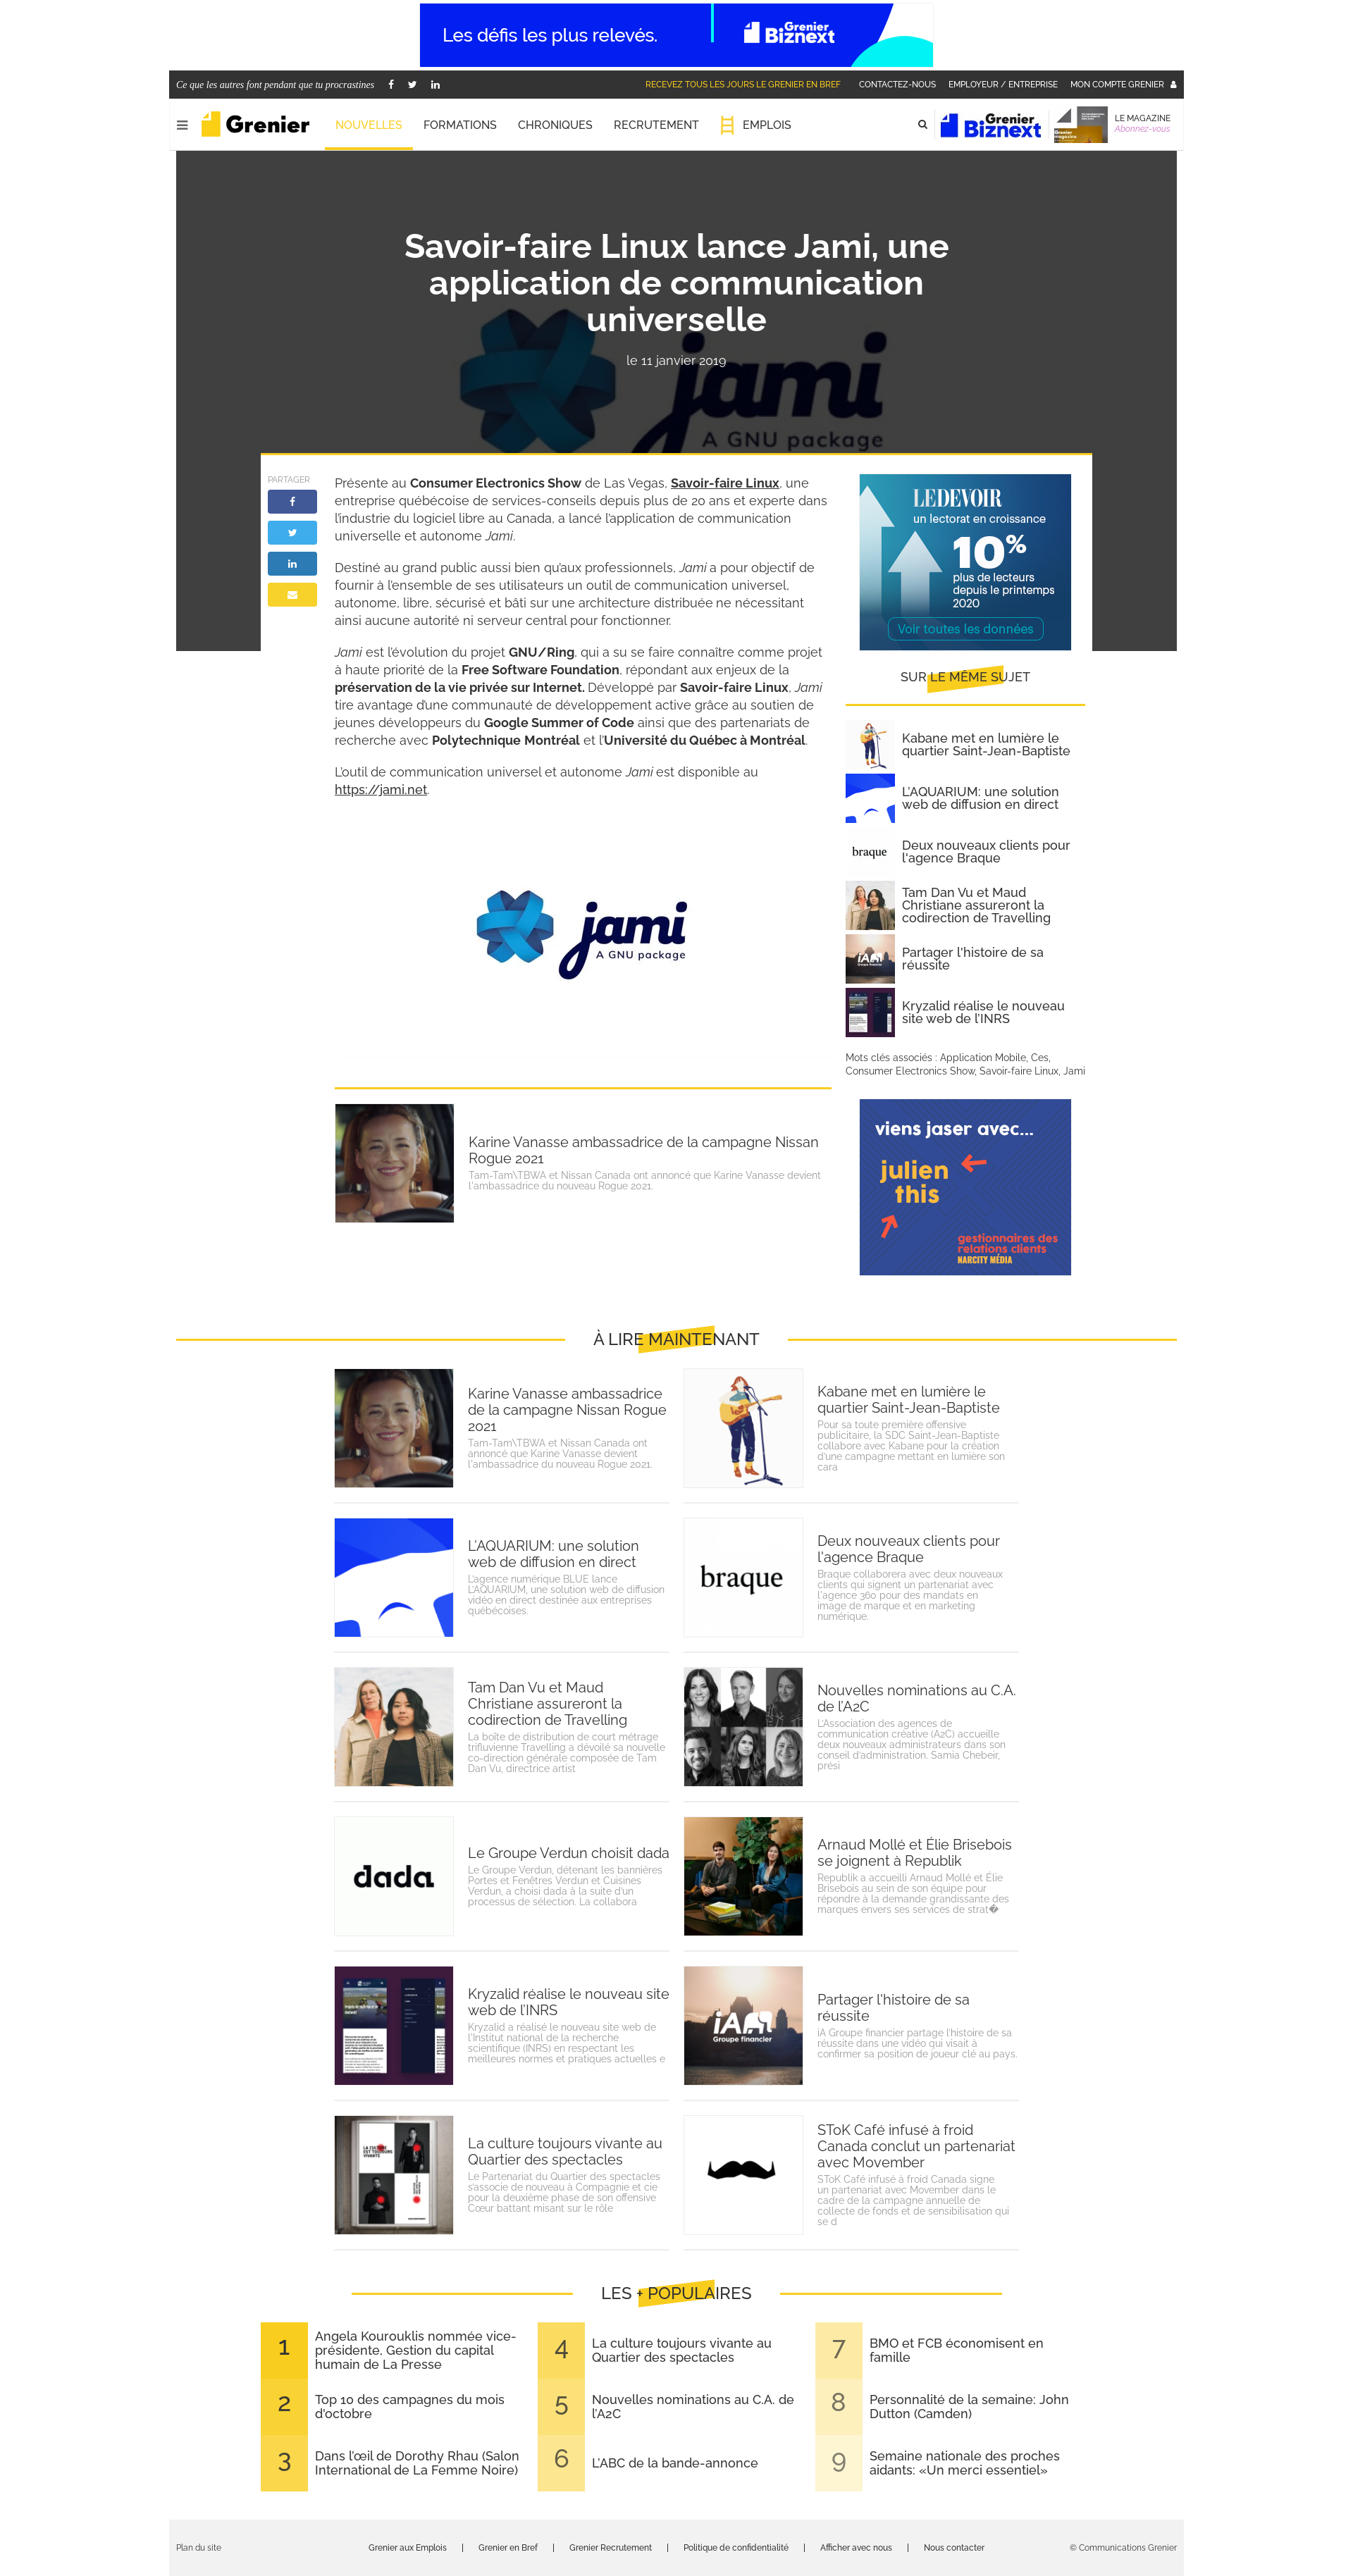 Les défis les plus relevés.
Grenier
Biznext
Ce que les autres font pendant que tu procrastines
RECEVEZ TOUS LES JOURS LE GRENIER EN BREF
CONTACTEZ-NOUS
EMPLOYEUR / ENTREPRISE
MON COMPTE GRENIER
Grenier
NOUVELLES
FORMATIONS
CHRONIQUES
RECRUTEMENT
EMPLOIS
Grenier
Biznext
LE MAGAZINE
Abonnez-vous
Savoir-faire Linux lance Jami, une
application de communication
universelle
le 11 janvier 2019
jami
A GNU package
PARTAGER
Présenté au Consumer Electronics Show de Las Vegas, Savoir-faire Linux, une
entreprise québécoise de services-conseils depuis plus de 20 ans et experte dans
l'industrie du logiciel libre au Canada, a lancé l'application de communication
universelle et autonome Jami.
Destiné au grand public aussi bien qu'aux professionnels, Jami a pour objectif de
fournir à l'ensemble de ses utilisateurs un outil de communication universel,
autonome, libre, sécurisé et bâti sur une architecture distribuée ne nécessitant
ainsi aucune autorité ni serveur central pour fonctionner.
Jami est l'évolution du projet GNU/Ring, qui a su se faire connaître comme projet
à haute priorité de la Free Software Foundation, répondant aux enjeux de la
préservation de la vie privée sur Internet. Développé par Savoir-faire Linux, Jami
tire avantage d'une communauté de développement active grâce au soutien de
jeunes développeurs du Google Summer of Code ainsi que des partenariats de
recherche avec Polytechnique Montréal et l'Université du Québec à Montréal.
L'outil de communication universel et autonome Jami est disponible au
https://jami.net.
jami
A GNU package
Karine Vanasse ambassadrice de la campagne Nissan
Rogue 2021
Tam-Tam\TBWA et Nissan Canada ont annoncé que Karine Vanasse devient
l'ambassadrice du nouveau Rogue 2021.
LE DEVOIR
un lectorat en croissance
10%
plus de lecteurs
depuis le printemps
2020
Voir toutes les données
SUR LE MÊME SUJET
Kabane met en lumière le
quartier Saint-Jean-Baptiste
L'AQUARIUM: une solution
web de diffusion en direct
braque
Deux nouveaux clients pour
l'agence Braque
Tam Dan Vu et Maud
Christiane assureront la
codirection de Travelling
iA
Groupe financier
Partager l'histoire de sa
réussite
Kryzalid réalise le nouveau
site web de l'INRS
Mots clés associés : Application Mobile, Ces,
Consumer Electronics Show, Savoir-faire Linux, Jami
viens jaser avec...
julien
this
gestionnaires des
relations clients
NARCITY MÉDIA
À LIRE MAINTENANT
Karine Vanasse ambassadrice
de la campagne Nissan Rogue
2021
Tam-Tam\TBWA et Nissan Canada ont
annoncé que Karine Vanasse devient
l'ambassadrice du nouveau Rogue 2021.
Kabane met en lumière le
quartier Saint-Jean-Baptiste
Pour sa toute première offensive
publicitaire, la SDC Saint-Jean-Baptiste
collabore avec Kabane pour la création
d'une campagne mettant en lumière son
cara
L'AQUARIUM: une solution
web de diffusion en direct
L'agence numérique BLUE lance
L'AQUARIUM, une solution web de diffusion
vidéo en direct destinée aux entreprises
québécoises.
braque
Deux nouveaux clients pour
l'agence Braque
Braque collaborera avec deux nouveaux
clients qui signent un partenariat avec
l'agence 360 pour des mandats en
image de marque et en marketing
numérique.
Tam Dan Vu et Maud
Christiane assureront la
codirection de Travelling
La boîte de distribution de court métrage
trifluvienne Travelling a dévoilé sa nouvelle
co-direction générale composée de Tam
Dan Vu, directrice artist
Nouvelles nominations au C.A.
de l'A2C
L'Association des agences de
communication créative (A2C) accueille
deux nouveaux administrateurs dans son
conseil d'administration. Samia Chebeir,
prési
dada
Le Groupe Verdun choisit dada
Le Groupe Verdun, détenant les bannières
Portes et Fenêtres Verdun et Cuisines
Verdun, a choisi dada à la suite d'un
processus de sélection. La collabora
Arnaud Mollé et Élie Brisebois
se joignent à Republik
Republik a accueilli Arnaud Mollé et Élie
Brisebois au sein de son équipe pour
répondre à la demande grandissante des
marques envers ses services de strat�
Kryzalid réalise le nouveau site
web de l'INRS
Kryzalid a réalisé le nouveau site web de
l'Institut national de la recherche
scientifique (INRS) en respectant les
meilleures normes et pratiques actuelles e
iA
Groupe financier
Partager l'histoire de sa
réussite
iA Groupe financier partage l'histoire de sa
réussite dans une vidéo qui visait à
confirmer sa position de joueur clé au pays.
LA CULTURE
EST TOUJOURS
VIVANTE
La culture toujours vivante au
Quartier des spectacles
Le Partenariat du Quartier des spectacles
s'associe de nouveau à Compagnie et cie
pour la deuxième phase de son offensive
Cœur battant misant sur le rôle
SToK Café infusé à froid
Canada conclut un partenariat
avec Movember
SToK Café infusé à froid Canada signe
un partenariat avec Movember dans le
cadre de la campagne annuelle de
collecte de fonds et de sensibilisation qui
se d
LES + POPULAIRES
1
Angela Kourouklis nommée vice-
présidente, Gestion du capital
humain de La Presse
2
Top 10 des campagnes du mois
d'octobre
3
Dans l'œil de Dorothy Rhau (Salon
International de La Femme Noire)
4
La culture toujours vivante au
Quartier des spectacles
5
Nouvelles nominations au C.A. de
l'A2C
6
L'ABC de la bande-annonce
7
BMO et FCB économisent en
famille
8
Personnalité de la semaine: John
Dutton (Camden)
9
Semaine nationale des proches
aidants: «Un merci essentiel»
Plan du site
Grenier aux Emplois | Grenier en Bref | Grenier Recrutement | Politique de confidentialité | Afficher avec nous | Nous contacter
© Communications Grenier